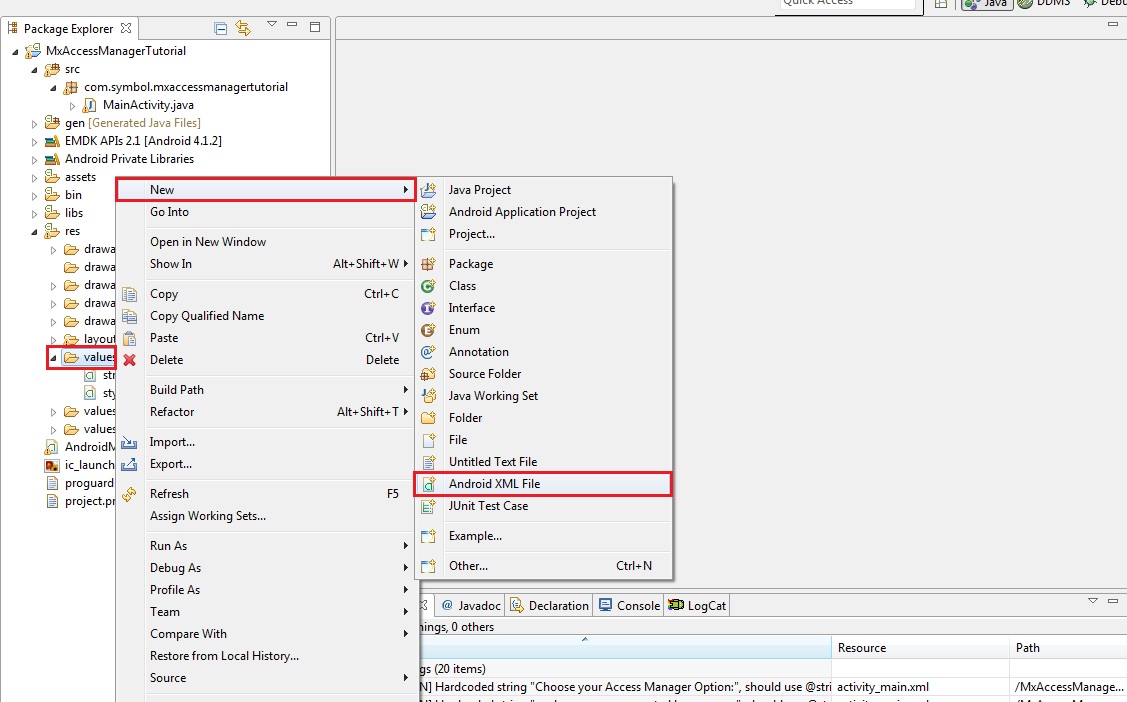 Quick Access
Java
DDMS
Package Explorer
MxAccessManagerTutorial
src
com.symbol.mxaccessmanagertutorial
MainActivity.java
gen [Generated Java Files]
EMDK APIs 2.1 [Android 4.1.2]
Android Private Libraries
assets
bin
libs
res
drawa
drawa
drawa
drawa
drawa
layout
values
str
sty
values
values
AndroidM
ic_launch
proguard
project.pr
New
Go Into
Open in New Window
Show In Alt+Shift+W
Copy Ctrl+C
Copy Qualified Name
Paste Ctrl+V
Delete Delete
Build Path
Refactor Alt+Shift+T
Import...
Export...
Refresh F5
Assign Working Sets...
Run As
Debug As
Profile As
Team
Compare With
Restore from Local History...
Source
Java Project
Android Application Project
Project...
Package
Class
Interface
Enum
Annotation
Source Folder
Java Working Set
Folder
File
Untitled Text File
Android XML File
JUnit Test Case
Example...
Other... Ctrl+N
Javadoc Declaration Console LogCat
nings, 0 others
Resource Path
gs (20 items)
N] Hardcoded string "Choose your Access Manager Option:", should use @stri activity_main.xml /MxAccessManage...